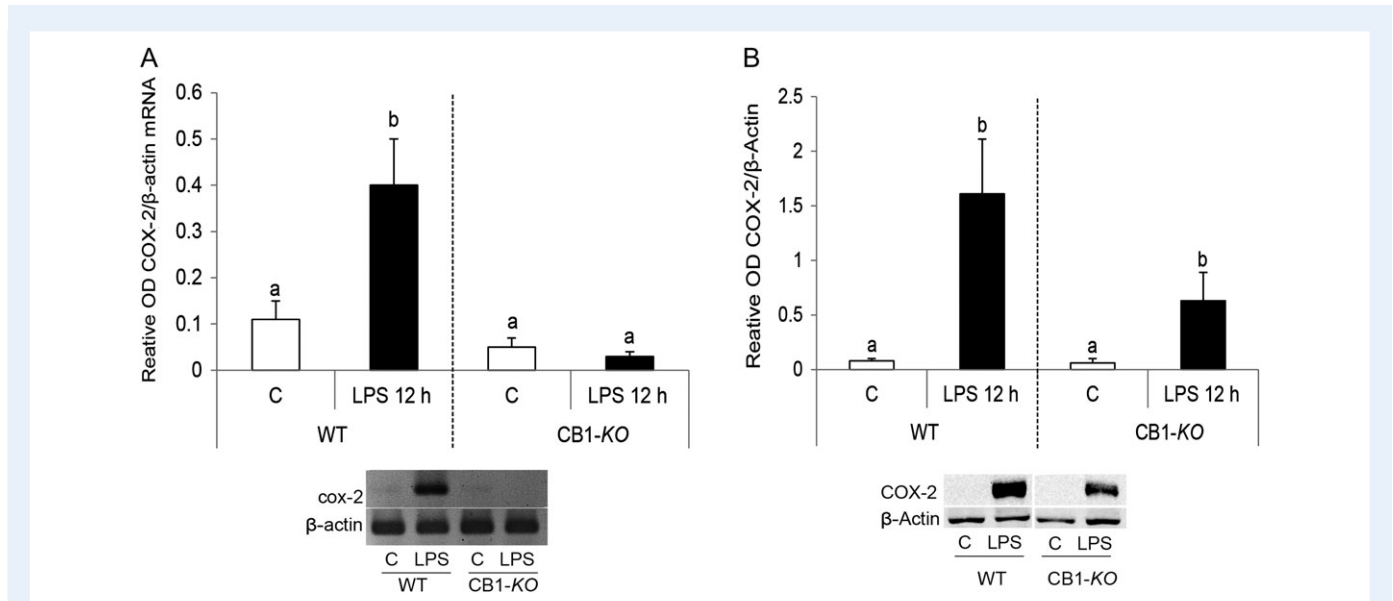 A
Reative OD COX-2/β-actin mRNA
0.6
0.5
0.4
0.3
0.2
0.1
0
a
b
a
a
C
LPS 12 h
C
LPS 12 h
WT
CB1-KO
cox-2
β-actin
C LPS
C LPS
WT
CB1-KO
B
Reative OD COX-2/β-Actin
2.5
2
1.5
1
0.5
0
a
b
a
b
C
LPS 12 h
C
LPS 12 h
WT
CB1-KO
COX-2
β-Actin
C LPS
C LPS
WT
CB1-KO